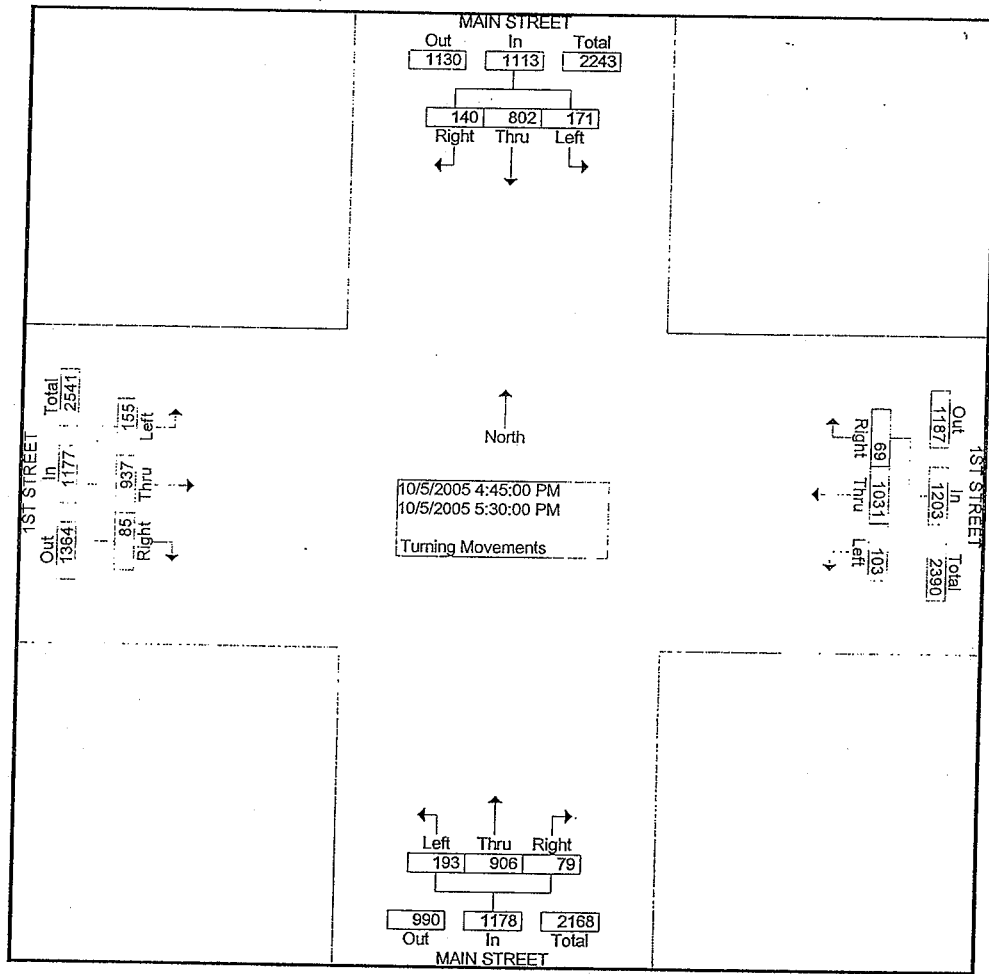 MAIN STREET
Out In Total
1130 1113 2243
140 802 171
Right Thru Left
1ST STREET
Total In Out
2541 1177 1364
155 937 85
Left Thru Right
North
10/5/2005 4:45:00 PM
10/5/2005 5:30:00 PM
Turning Movements
1ST STREET
Out In Total
1187 1203 2390
69 1031 103
Right Thru Left
Left Thru Right
193 906 79
990 1178 2168
Out In Total
MAIN STREET